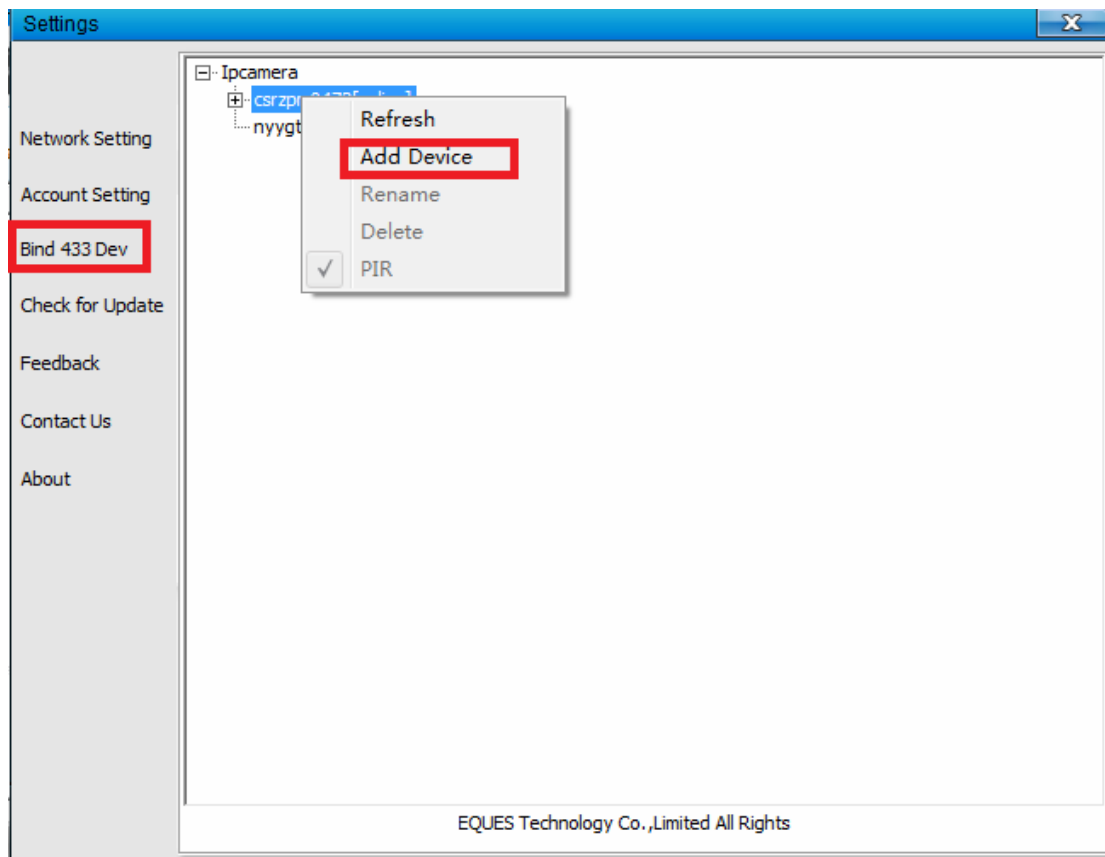 Settings
Ipcamera
nyygt
Refresh
Add Device
Rename
Delete
PIR
Network Setting
Account Setting
Bind 433 Dev
Check for Update
Feedback
Contact Us
About
EQUES Technology Co.,Limited All Rights